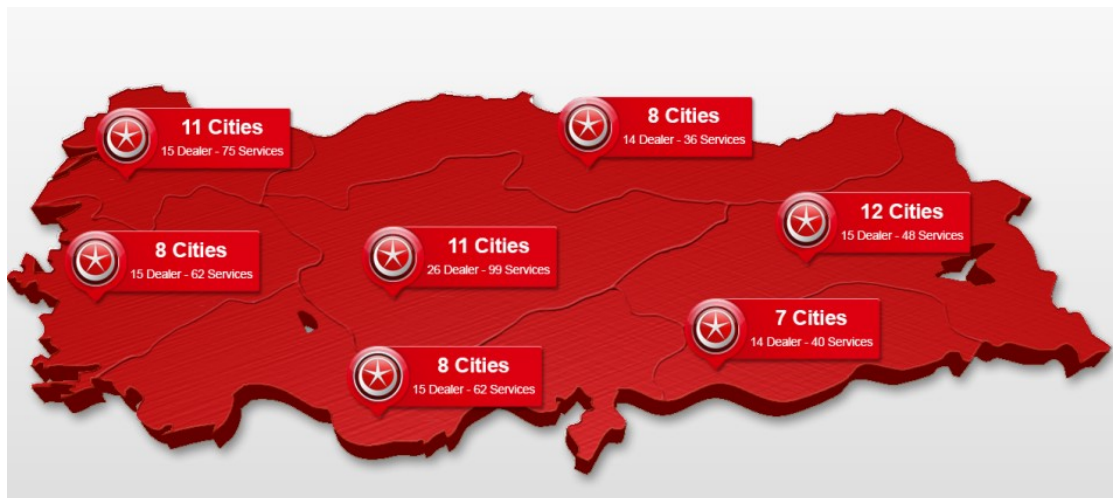 11 Cities
15 Dealer - 75 Services
8 Cities
14 Dealer - 36 Services
12 Cities
15 Dealer - 48 Services
8 Cities
15 Dealer - 62 Services
11 Cities
26 Dealer - 99 Services
7 Cities
14 Dealer - 40 Services
8 Cities
15 Dealer - 62 Services